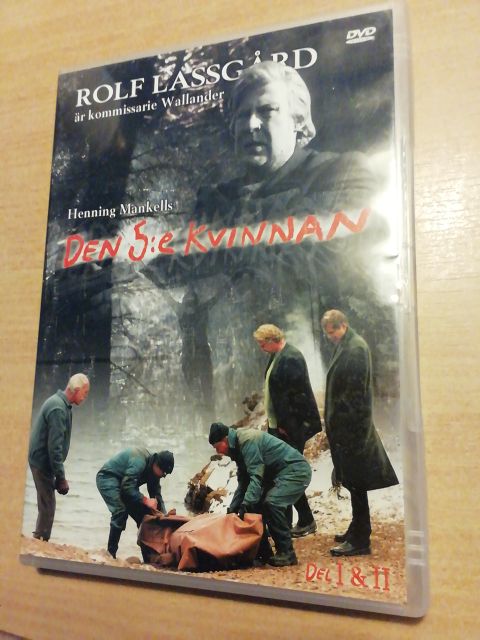 DVD
ROLF LASSGÅRD
är kommissarie Wallander
Henning Mankells
DEN 5:e KVINNAN
DEL I & II